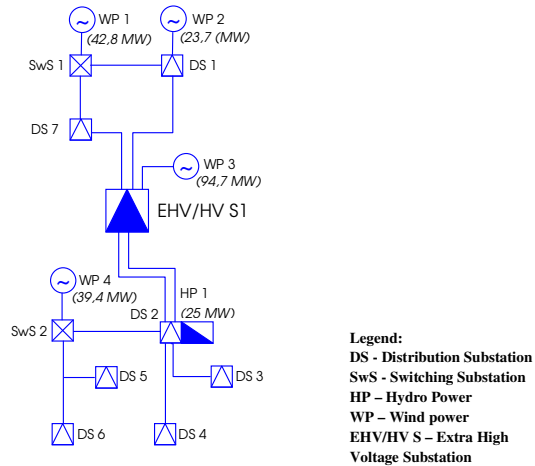 WP 1
(42,8 MW)
WP 2
(23,7 (MW)
SwS 1
DS 1
DS 7
WP 3
(94,7 MW)
EHV/HV S1
WP 4
(39,4 MW)
HP 1
(25 MW)
DS 2
SwS 2
DS 5
DS 3
DS 6
DS 4
Legend:
DS - Distribution Substation
SwS - Switching Substation
HP – Hydro Power
WP – Wind power
EHV/HV S – Extra High
Voltage Substation